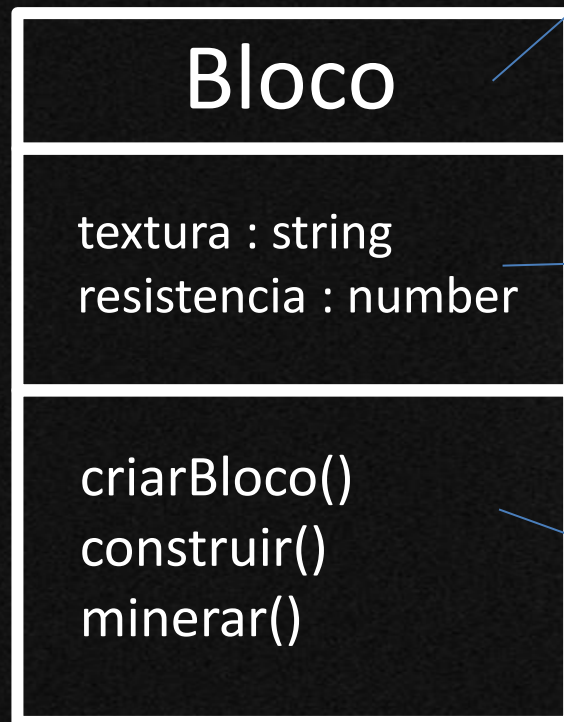 Bloco
textura : string
resistencia : number
criarBloco()
construir()
minerar()